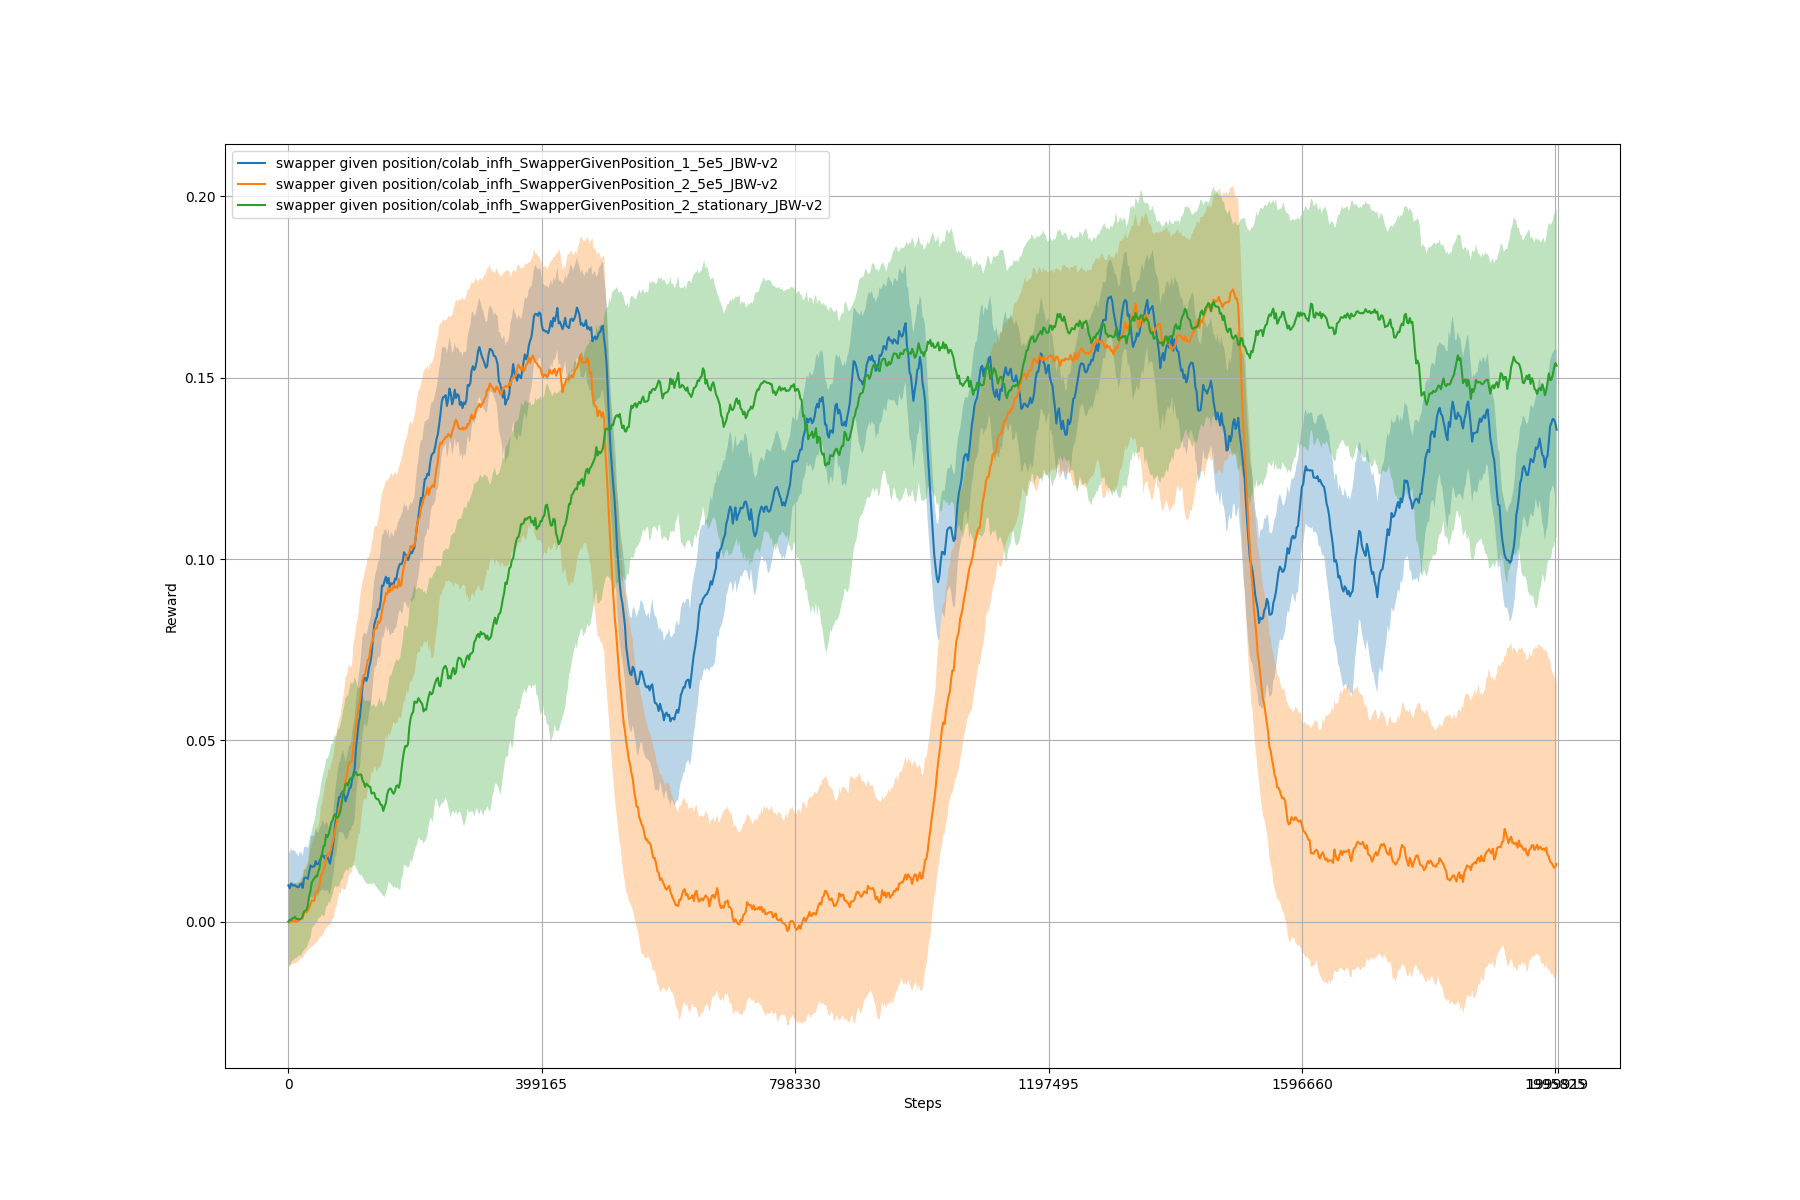 swapper given position/colab_infh_SwapperGivenPosition_1_5e5_JBW-v2
swapper given position/colab_infh_SwapperGivenPosition_2_5e5_JBW-v2
swapper given position/colab_infh_SwapperGivenPosition_2_stationary_JBW-v2
0.20
0.15
0.10
0.05
0.00
Reward
0
399165
798330
1197495
1596660
Steps